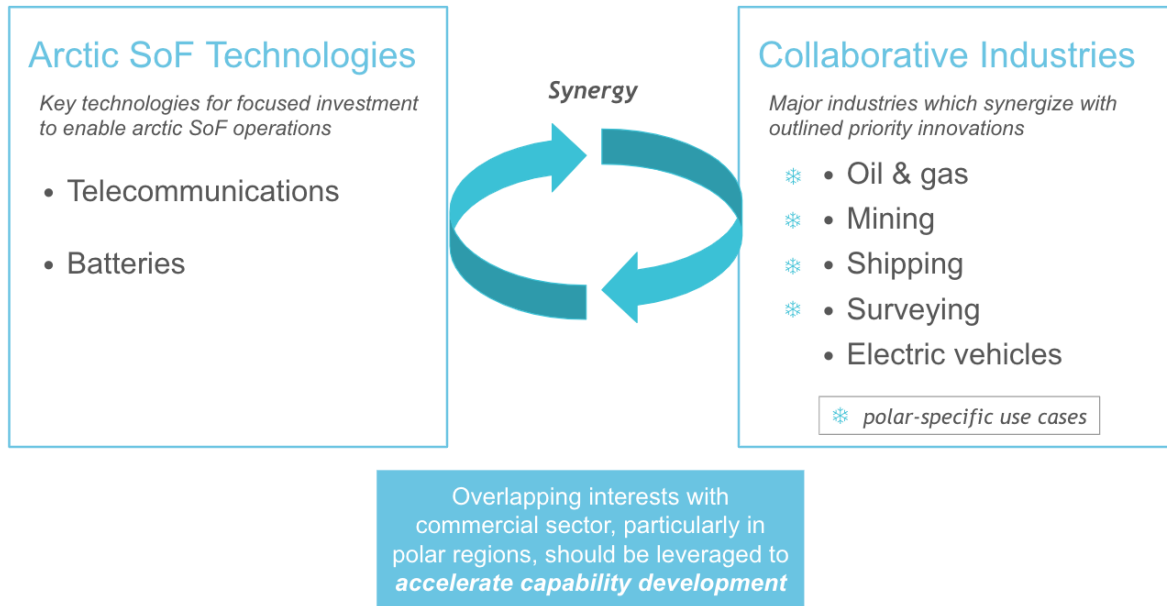 Arctic SoF Technologies
Key technologies for focused investment
to enable arctic SoF operations
• Telecommunications
• Batteries
Synergy
Collaborative Industries
Major industries which synergize with
outlined priority innovations
❄ • Oil & gas
❄ • Mining
❄ • Shipping
❄ • Surveying
• Electric vehicles
❄ polar-specific use cases
Overlapping interests with
commercial sector, particularly in
polar regions, should be leveraged to
accelerate capability development